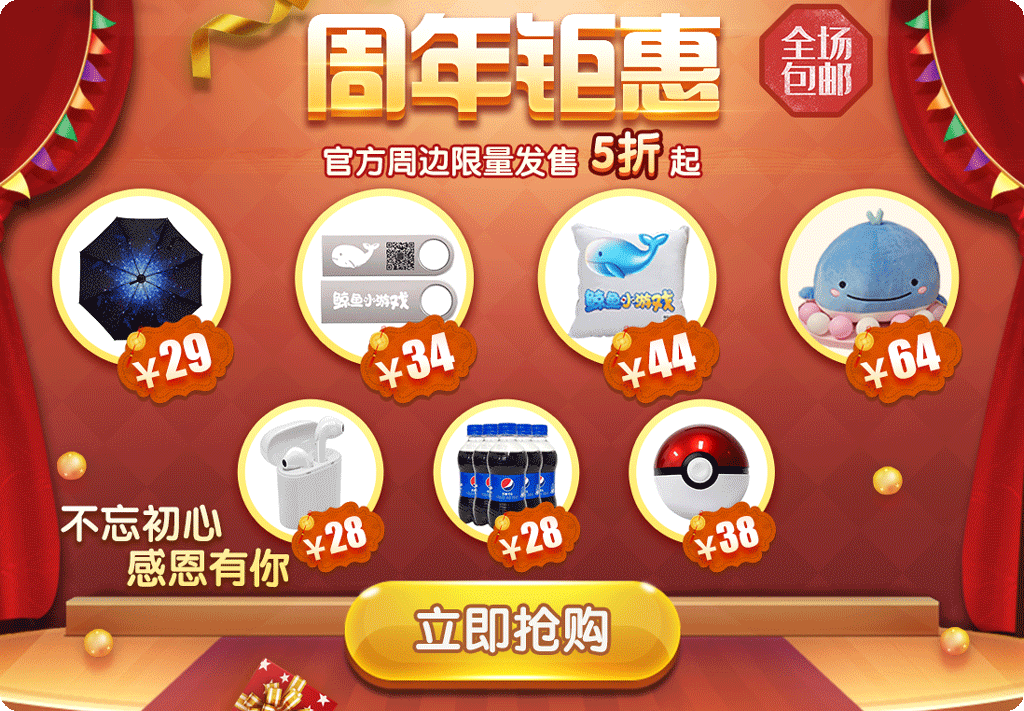 周年钜惠
全场
包邮
官方周边限量发售 5折 起
鲸鱼小游戏
鲸鱼小游戏
¥29
¥34
¥44
¥64
pepsi
¥28
¥28
¥38
不忘初心
感恩有你
立即抢购